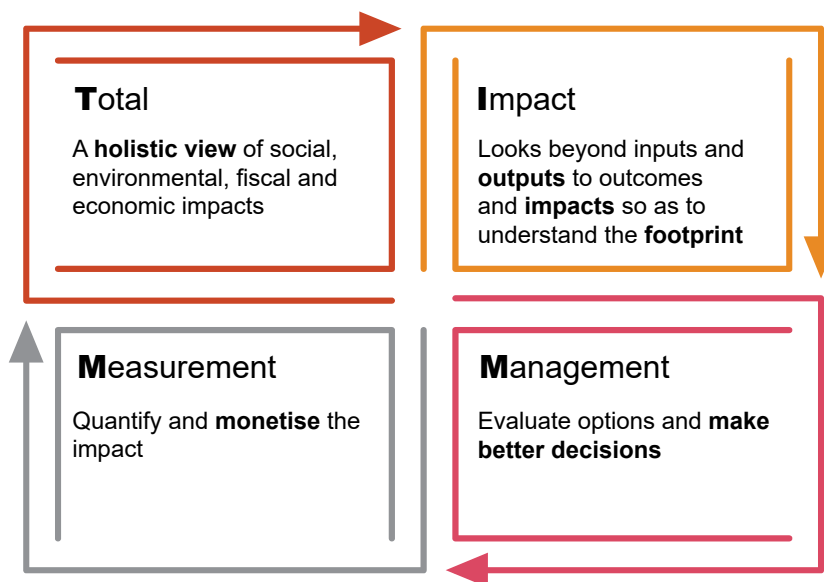 Total
A holistic view of social,
environmental, fiscal and
economic impacts
Impact
Looks beyond inputs and
outputs to outcomes
and impacts so as to
understand the footprint
Measurement
Quantify and monetise the
impact
Management
Evaluate options and make
better decisions